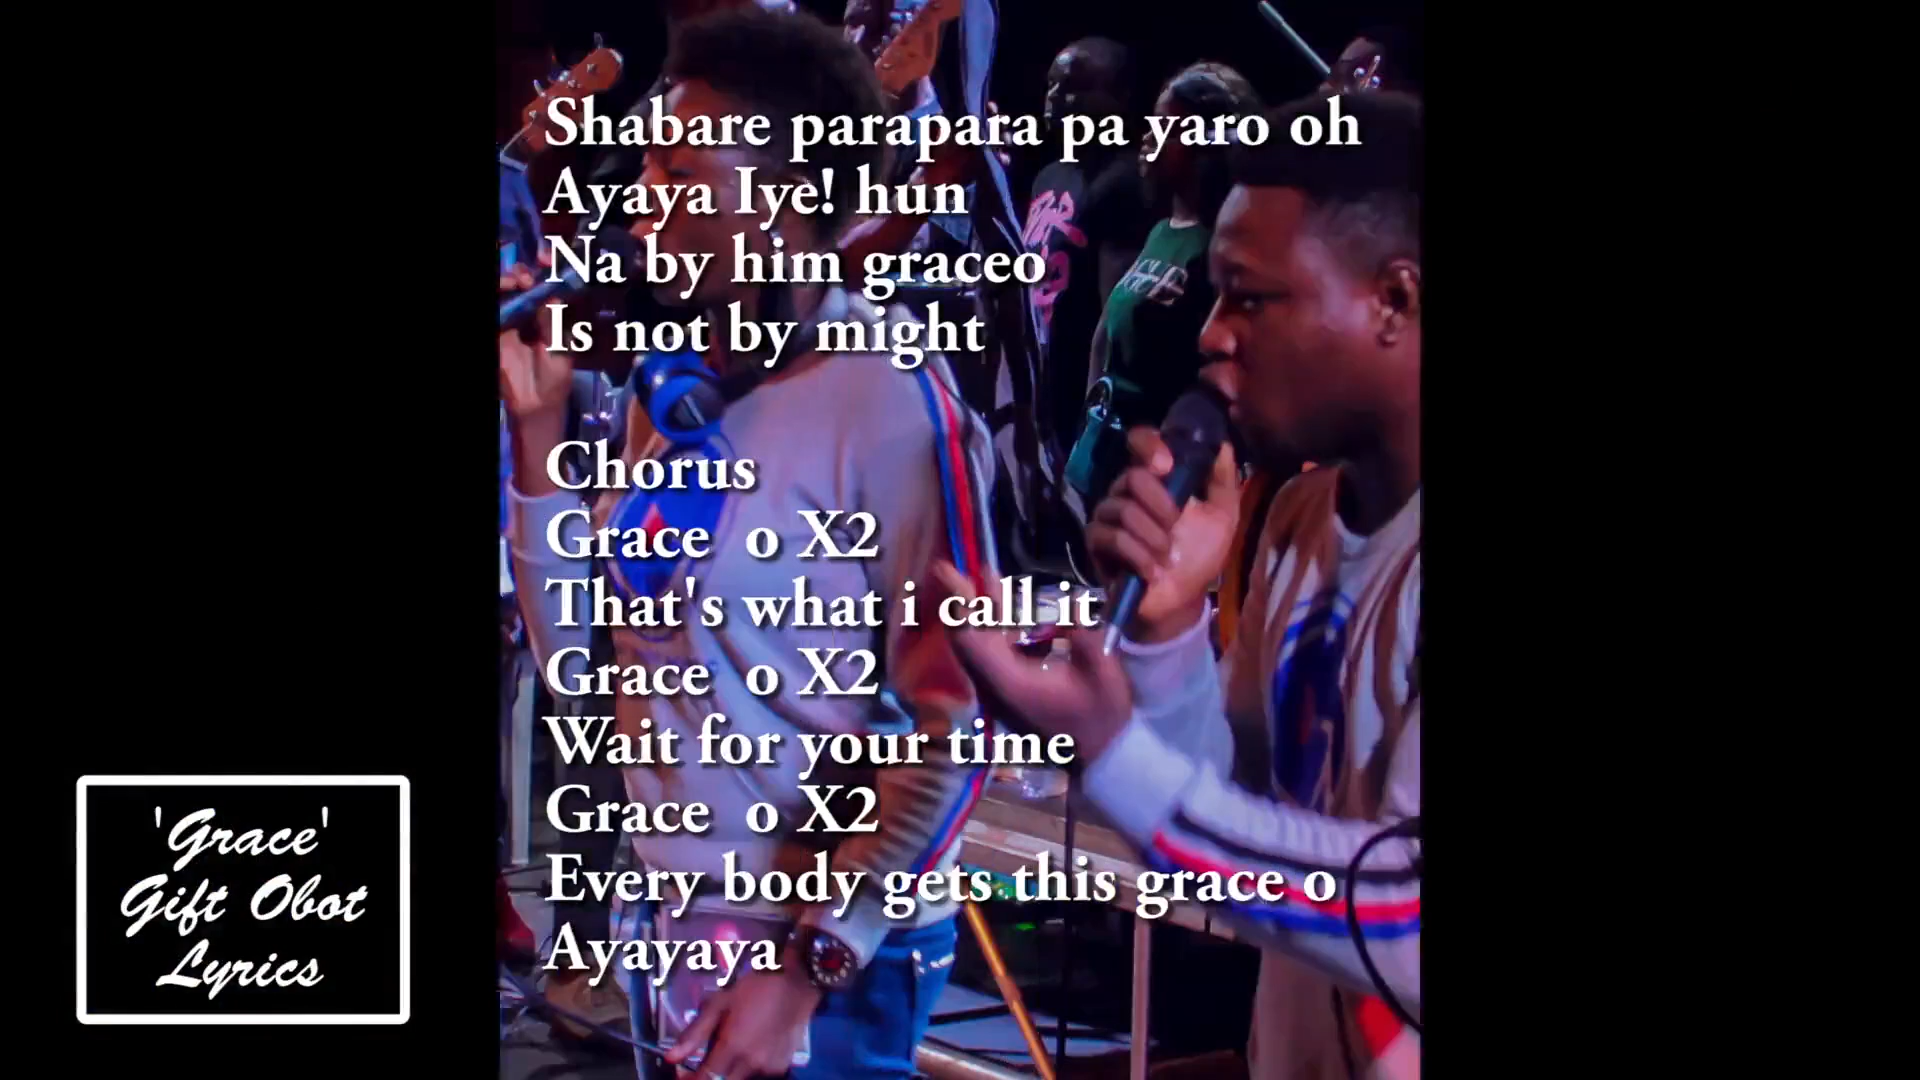 Shabare parapara pa yaro oh
Ayaya Iye! hun
Na by him graceo
Is not by might
Chorus
Grace  o X2
That's what i call it
Grace  o X2
Wait for your time
Grace  o X2
Every body gets this grace o
Ayayaya
'Grace'
Gift Obot
Lyrics